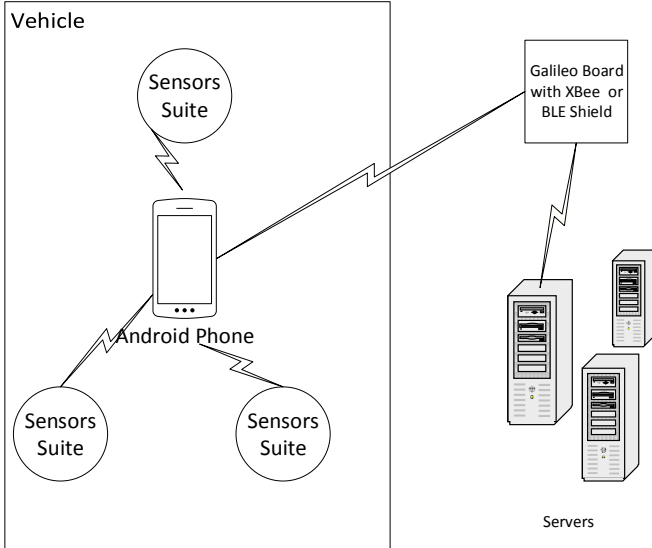 Vehicle
Sensors
Suite
Galileo Board
with XBee or
BLE Shield
Android Phone
Sensors
Suite
Sensors
Suite
Servers